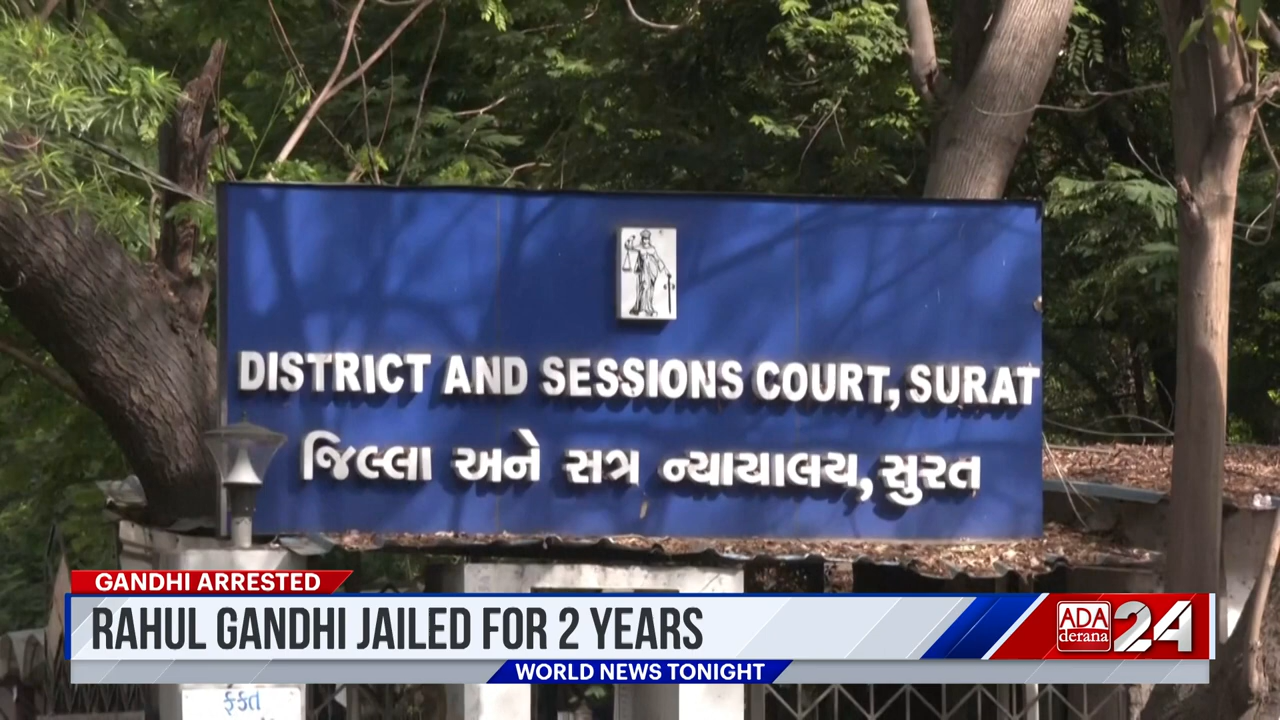 DISTRICT AND SESSIONS COURT, SURAT
જિલ્લા અને સત્ર ન્યાયાલય, સુરત
GANDHI ARRESTED
RAHUL GANDHI JAILED FOR 2 YEARS
ADA
derana
24
WORLD NEWS TONIGHT
ફકત